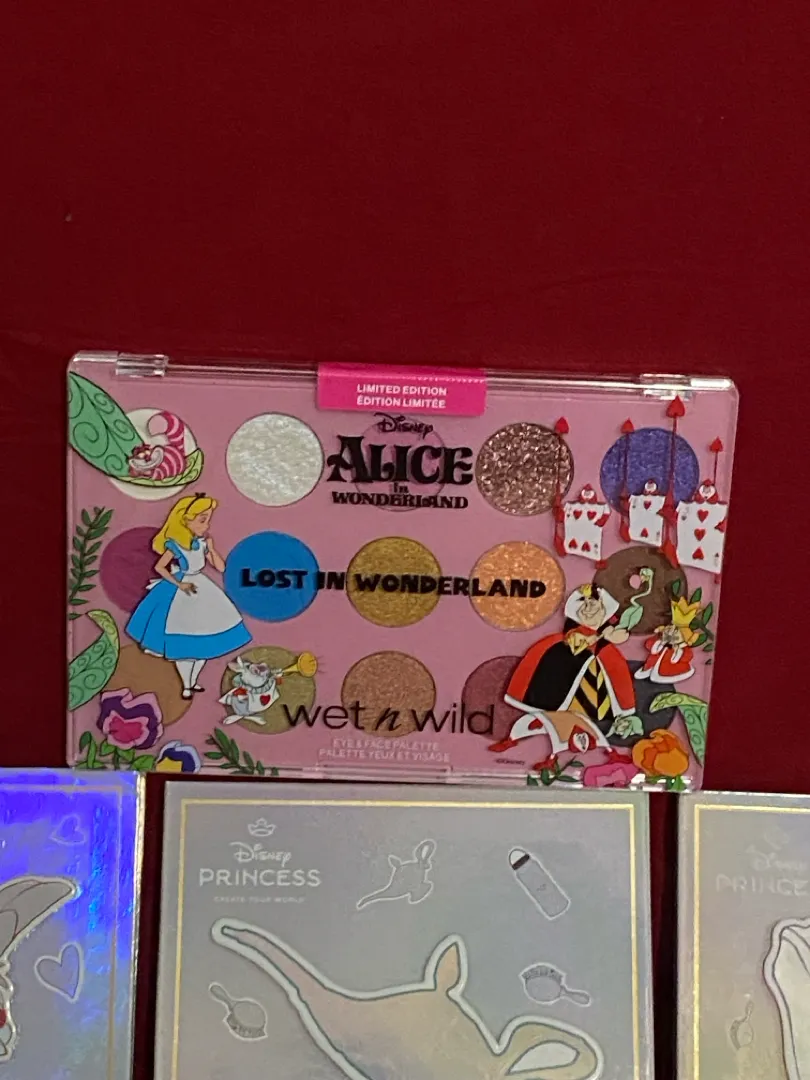 LIMITED EDITION
ÉDITION LIMITÉE
Disney
ALICE
in
WONDERLAND
LOST IN WONDERLAND
wet n wild
EYE & FACE PALETTE
PALETTE YEUX ET VISAGE
©DISNEY
Disney
PRINCESS
CREATE YOUR WORLD
Disney
PRINCE